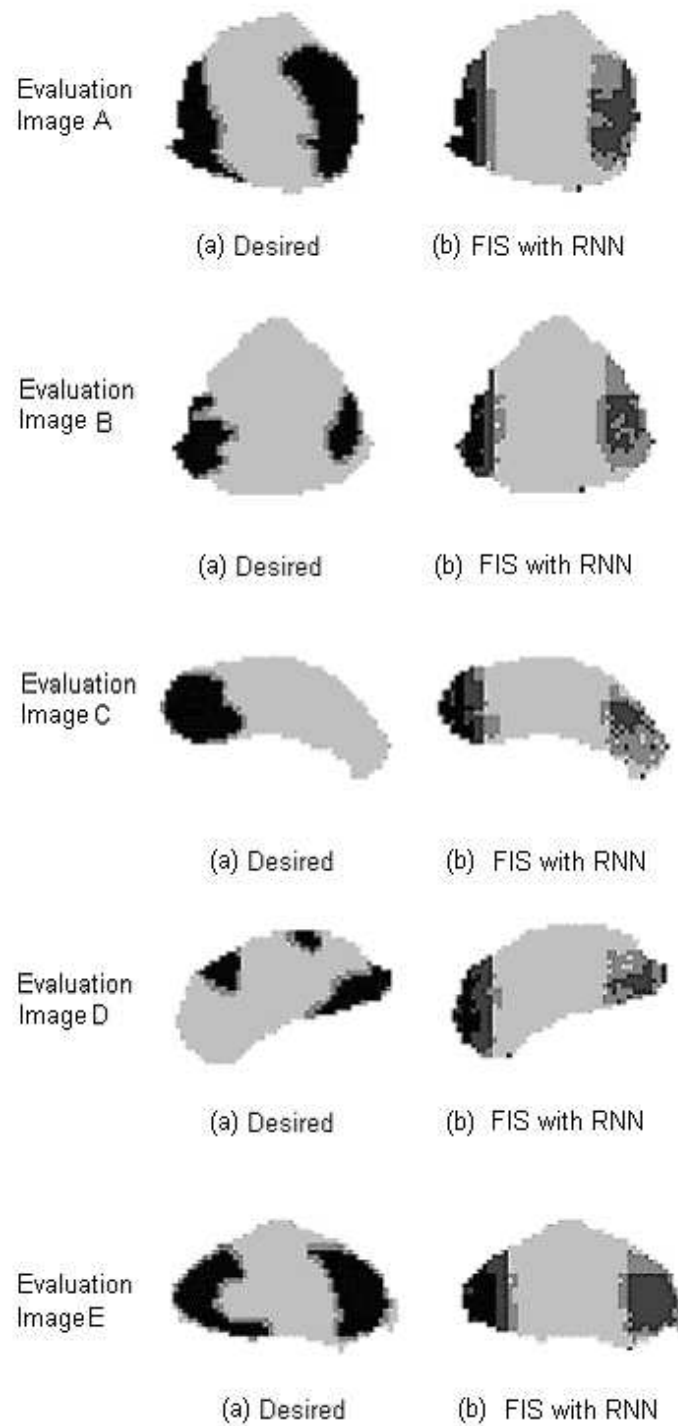 Evaluation
Image A
(a) Desired
(b) FIS with RNN
Evaluation
Image B
(a) Desired
(b) FIS with RNN
Evaluation
Image C
(a) Desired
(b) FIS with RNN
Evaluation
Image D
(a) Desired
(b) FIS with RNN
Evaluation
ImageE
(a) Desired
(b) FIS with RNN